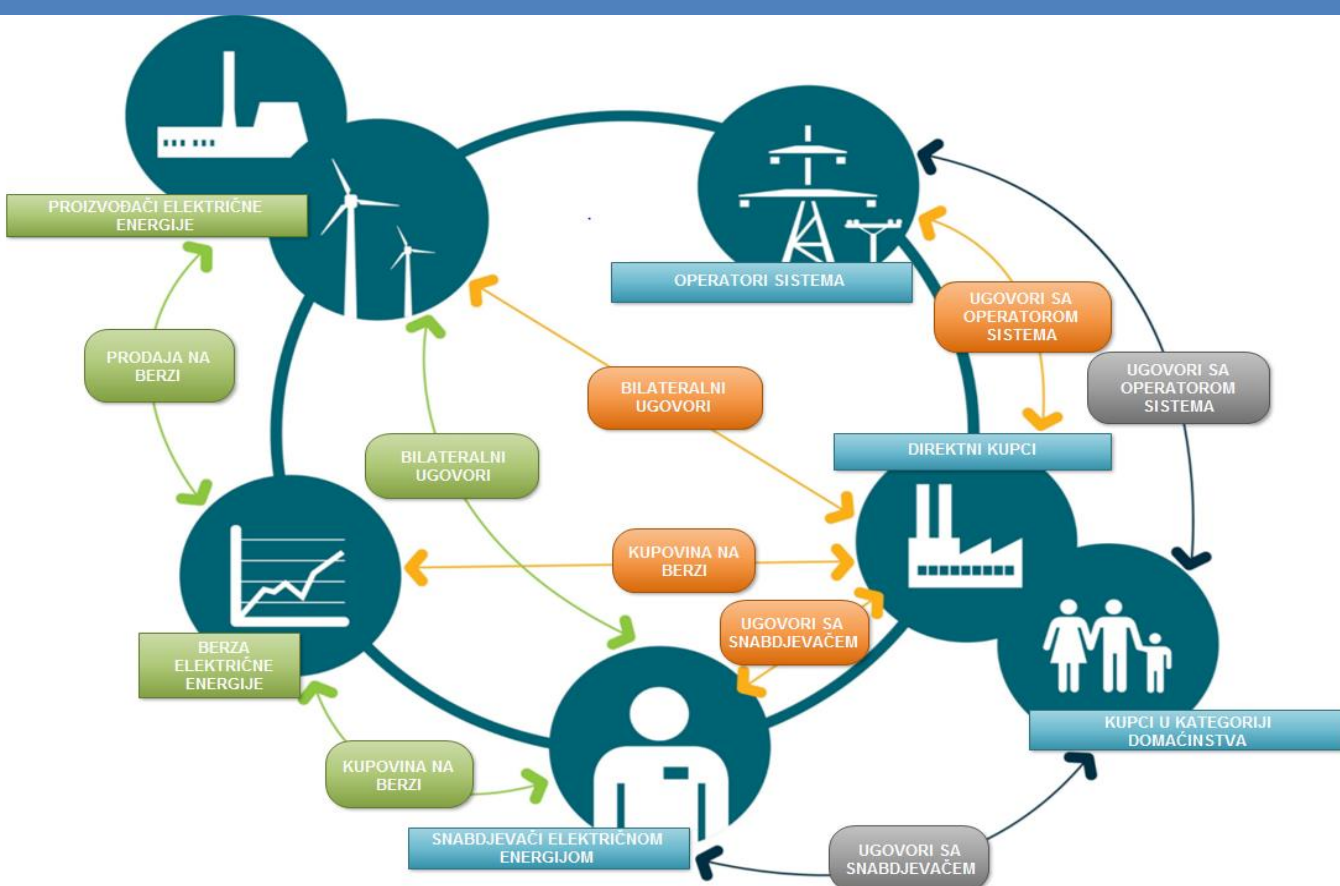 PROIZVOĐAČI ELEKTRIČNE
ENERGIJE
OPERATORI SISTEMA
UGOVORI SA
OPERATOROM
SISTEMA
PRODAJA NA
BERZI
BILATERALNI
UGOVORI
UGOVORI SA
OPERATOROM
SISTEMA
BILATERALNI
UGOVORI
DIREKTNI KUPCI
KUPOVINA NA
BERZI
UGOVORI SA
SNABDJEVAČEM
BERZA
ELEKTRIČNE
ENERGIJE
KUPCI U KATEGORIJI
DOMAĆINSTVA
KUPOVINA NA
BERZI
SNABDJEVAČI ELEKTRIČNOM
ENERGIJOM
UGOVORI SA
SNABDJEVAČEM